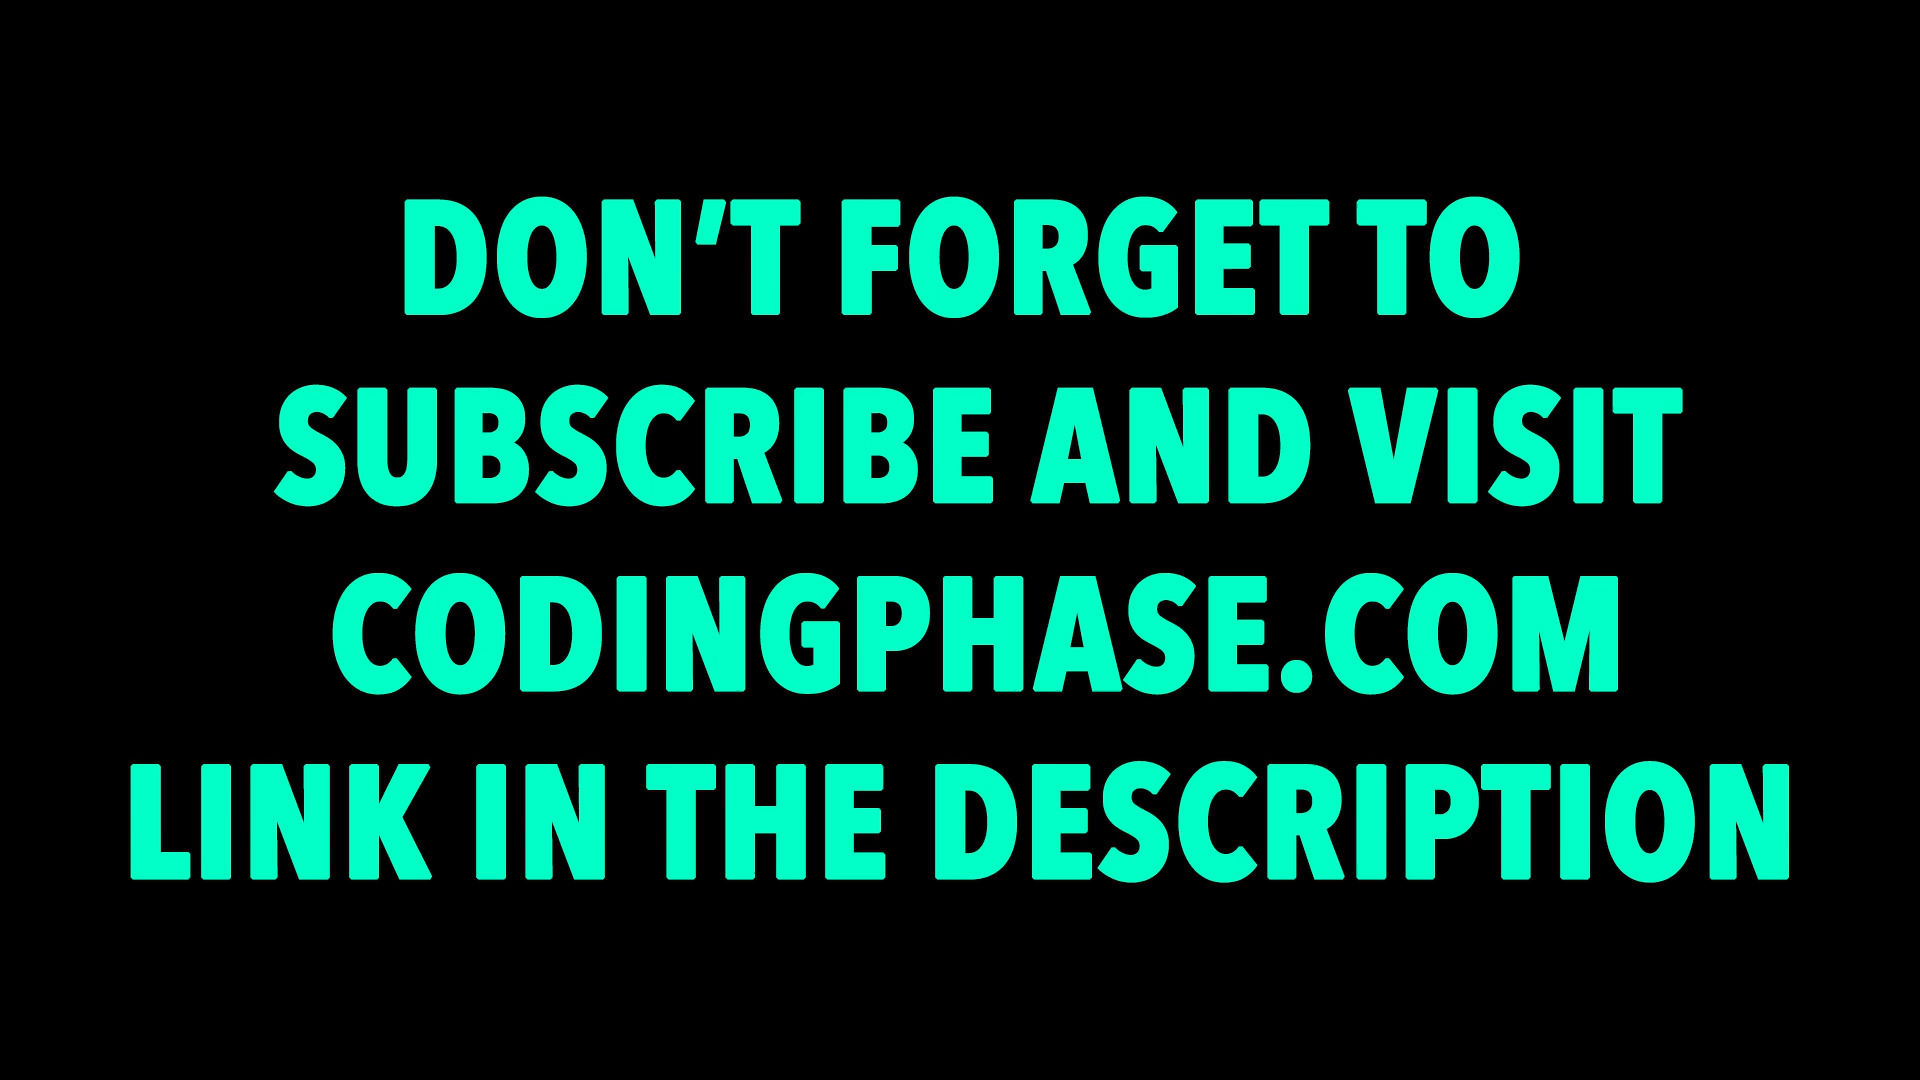 DON’T FORGET TO
SUBSCRIBE AND VISIT
CODINGPHASE.COM
LINK IN THE DESCRIPTION